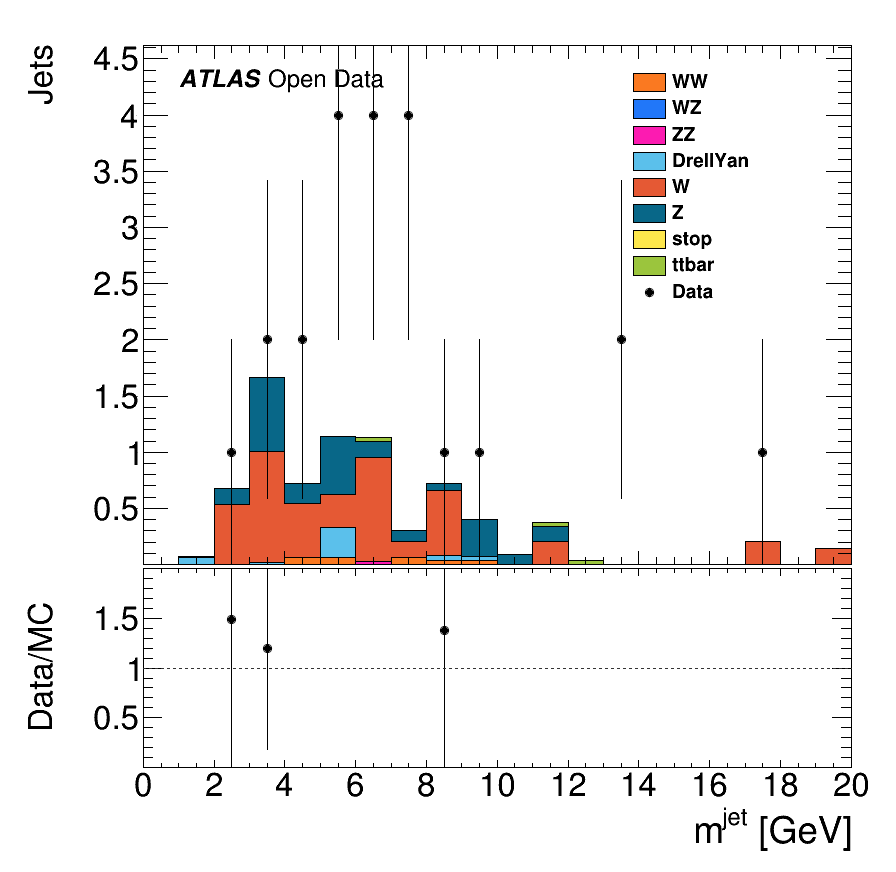 Jets
4.5
4
3.5
3
2.5
2
1.5
1
0.5
ATLAS Open Data
WW
WZ
ZZ
DrellYan
W
Z
stop
ttbar
Data
Data/MC
1.5
1
0.5
0 2 4 6 8 10 12 14 16 18 20
m^jet [GeV]